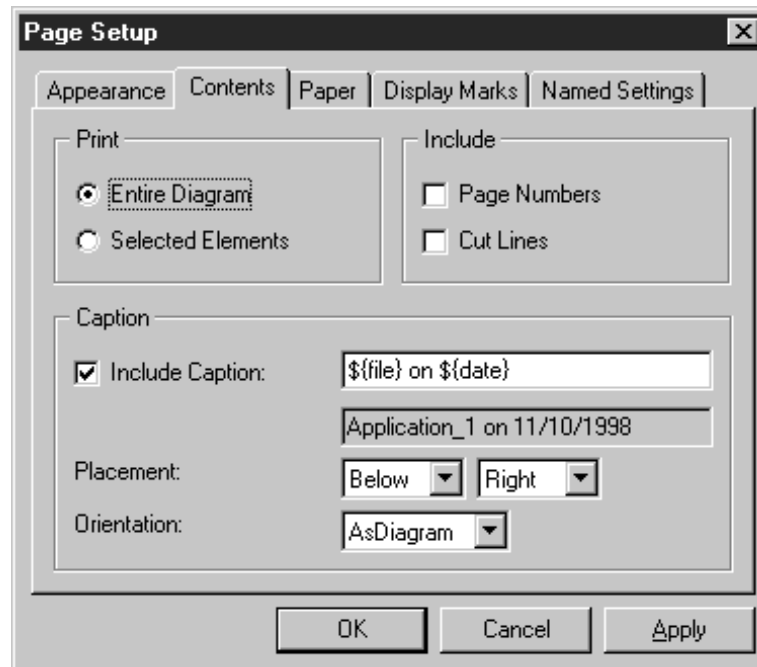 Page Setup
Appearance Contents Paper Display Marks Named Settings
Print
Entire Diagram
Selected Elements
Include
Page Numbers
Cut Lines
Caption
Include Caption: ${file} on ${date}
Application_1 on 11/10/1998
Placement: Below Right
Orientation: AsDiagram
OK Cancel Apply